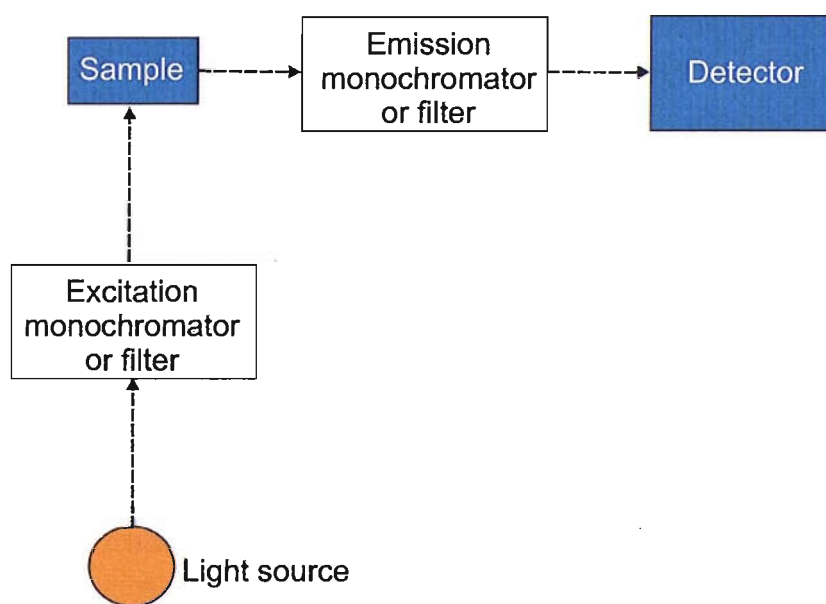 Sample
Emission
monochromator
or filter
Detector
Excitation
monochromator
or filter
Light source